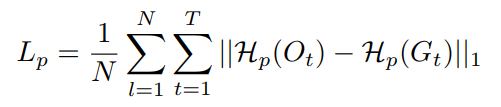 L_p = \frac{1}{N} \sum_{l=1}^{N} \sum_{t=1}^{T} ||\mathcal{H}_p(O_t) - \mathcal{H}_p(G_t)||_1